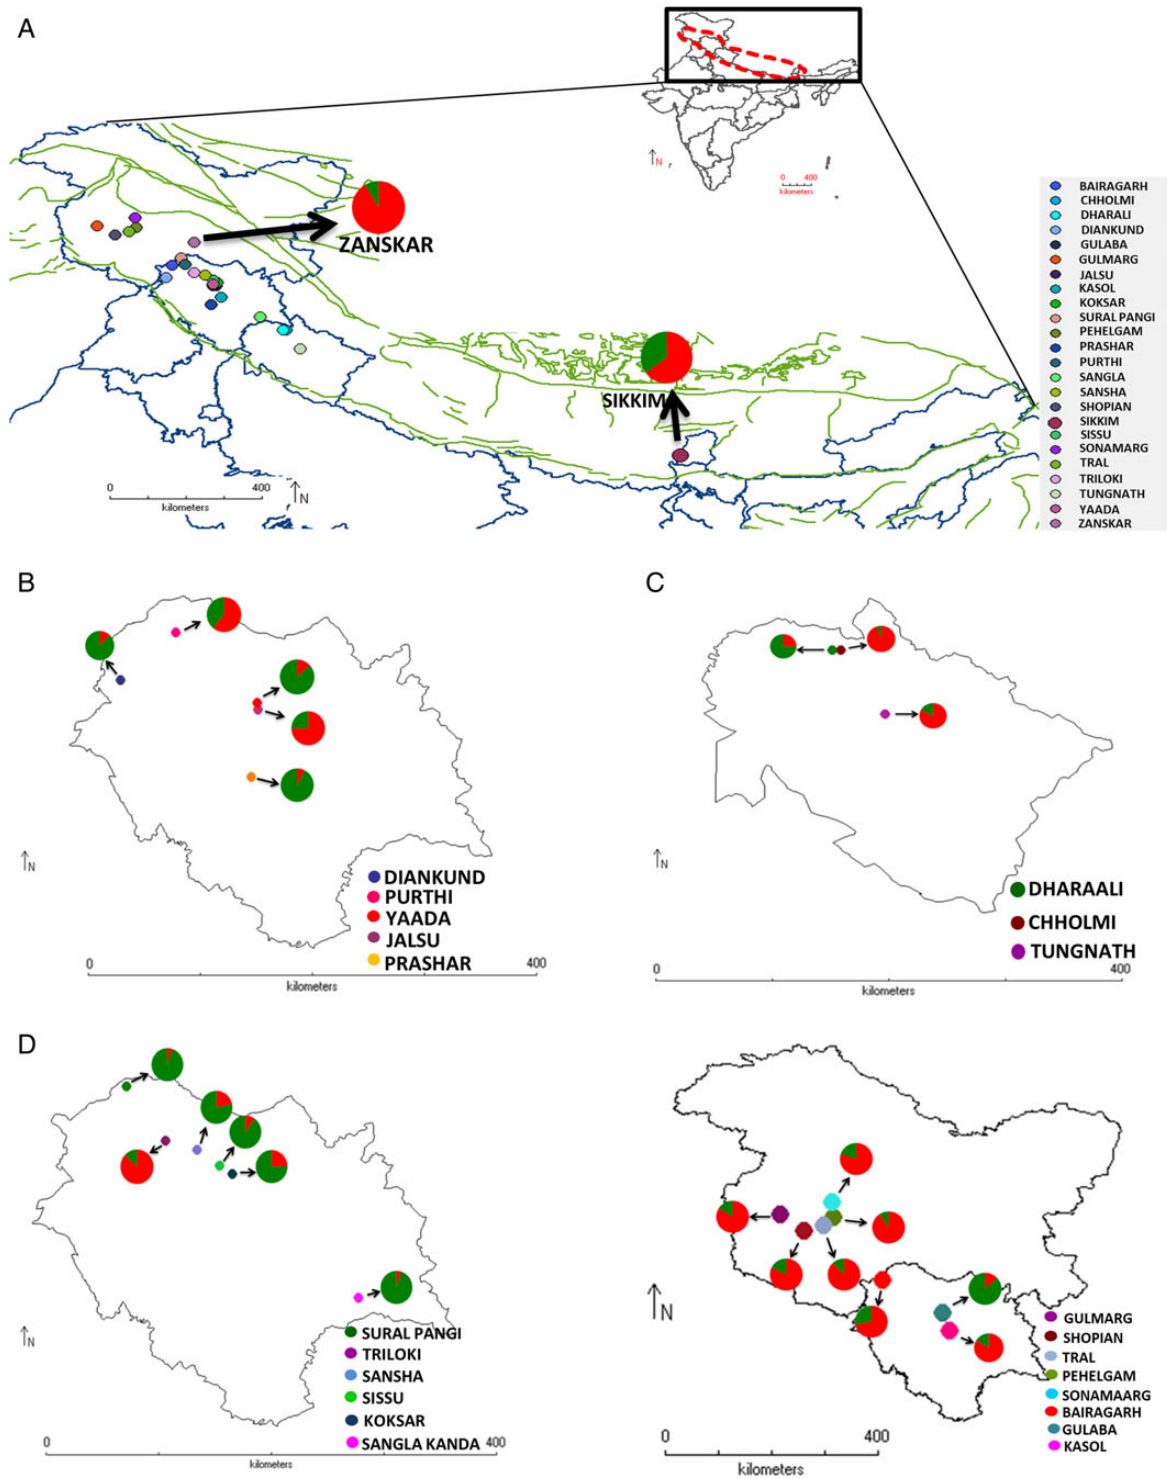 A
N
0 400
kilometers
ZANSKAR
SIKKIM
0 400
kilometers
N
BAIRAGARH
CHHOLMI
DHARALI
DIANKUND
GULABA
GULMARG
JALSU
KASOL
KOKSAR
SURAL PANGI
PEHELGAM
PRASHAR
PURTHI
SANGLA
SANSHA
SHOPIAN
SIKKIM
SISSU
SONAMARG
TRAL
TRILOKI
TUNGNATH
YAADA
ZANSKAR
B
N
DIANKUND
PURTHI
YAADA
JALSU
PRASHAR
0 400
kilometers
C
N
DHARAALI
CHHOLMI
TUNGNATH
0 400
kilometers
D
N
SURAL PANGI
TRILOKI
SANSHA
SISSU
KOKSAR
SANGLA KANDA
0 400
kilometers
N
GULMARG
SHOPIAN
TRAL
PEHELGAM
SONAMAARG
BAIRAGARH
GULABA
KASOL
0 400
kilometers